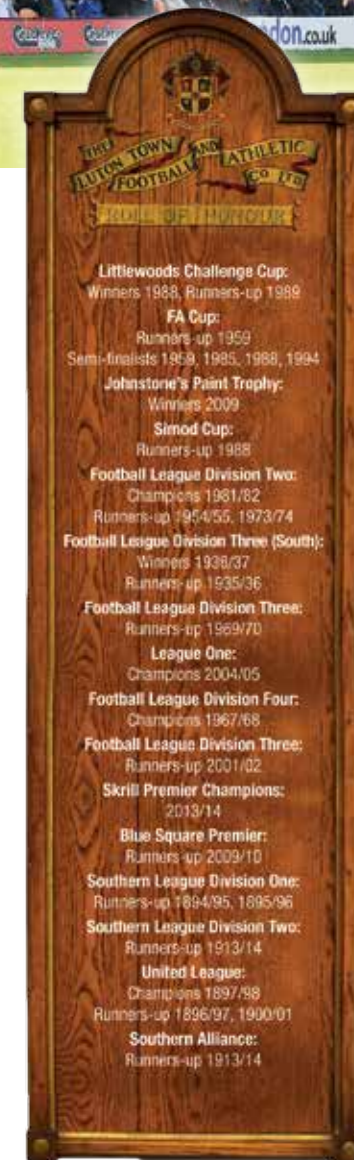 don.co.uk
THE LUTON TOWN FOOTBALL AND ATHLETIC CO LTD
ROLL OF HONOUR
Littlewoods Challenge Cup:
Winners 1988, Runners-up 1989
FA Cup:
Runners-up 1959
Semi-finalists 1959, 1985, 1988, 1994
Johnstone's Paint Trophy:
Winners 2009
Simod Cup:
Runners-up 1988
Football League Division Two:
Champions 1981/82
Runners-up 1954/55, 1973/74
Football League Division Three (South):
Winners 1936/37
Runners-up 1935/36
Football League Division Three:
Runners-up 1969/70
League One:
Champions 2004/05
Football League Division Four:
Champions 1967/68
Football League Division Three:
Runners-up 2001/02
Skrill Premier Champions:
2013/14
Blue Square Premier:
Runners-up 2009/10
Southern League Division One:
Runners-up 1894/95, 1895/96
Southern League Division Two:
Runners-up 1913/14
United League:
Champions 1897/98
Runners-up 1896/97, 1900/01
Southern Alliance:
Runners-up 1913/14